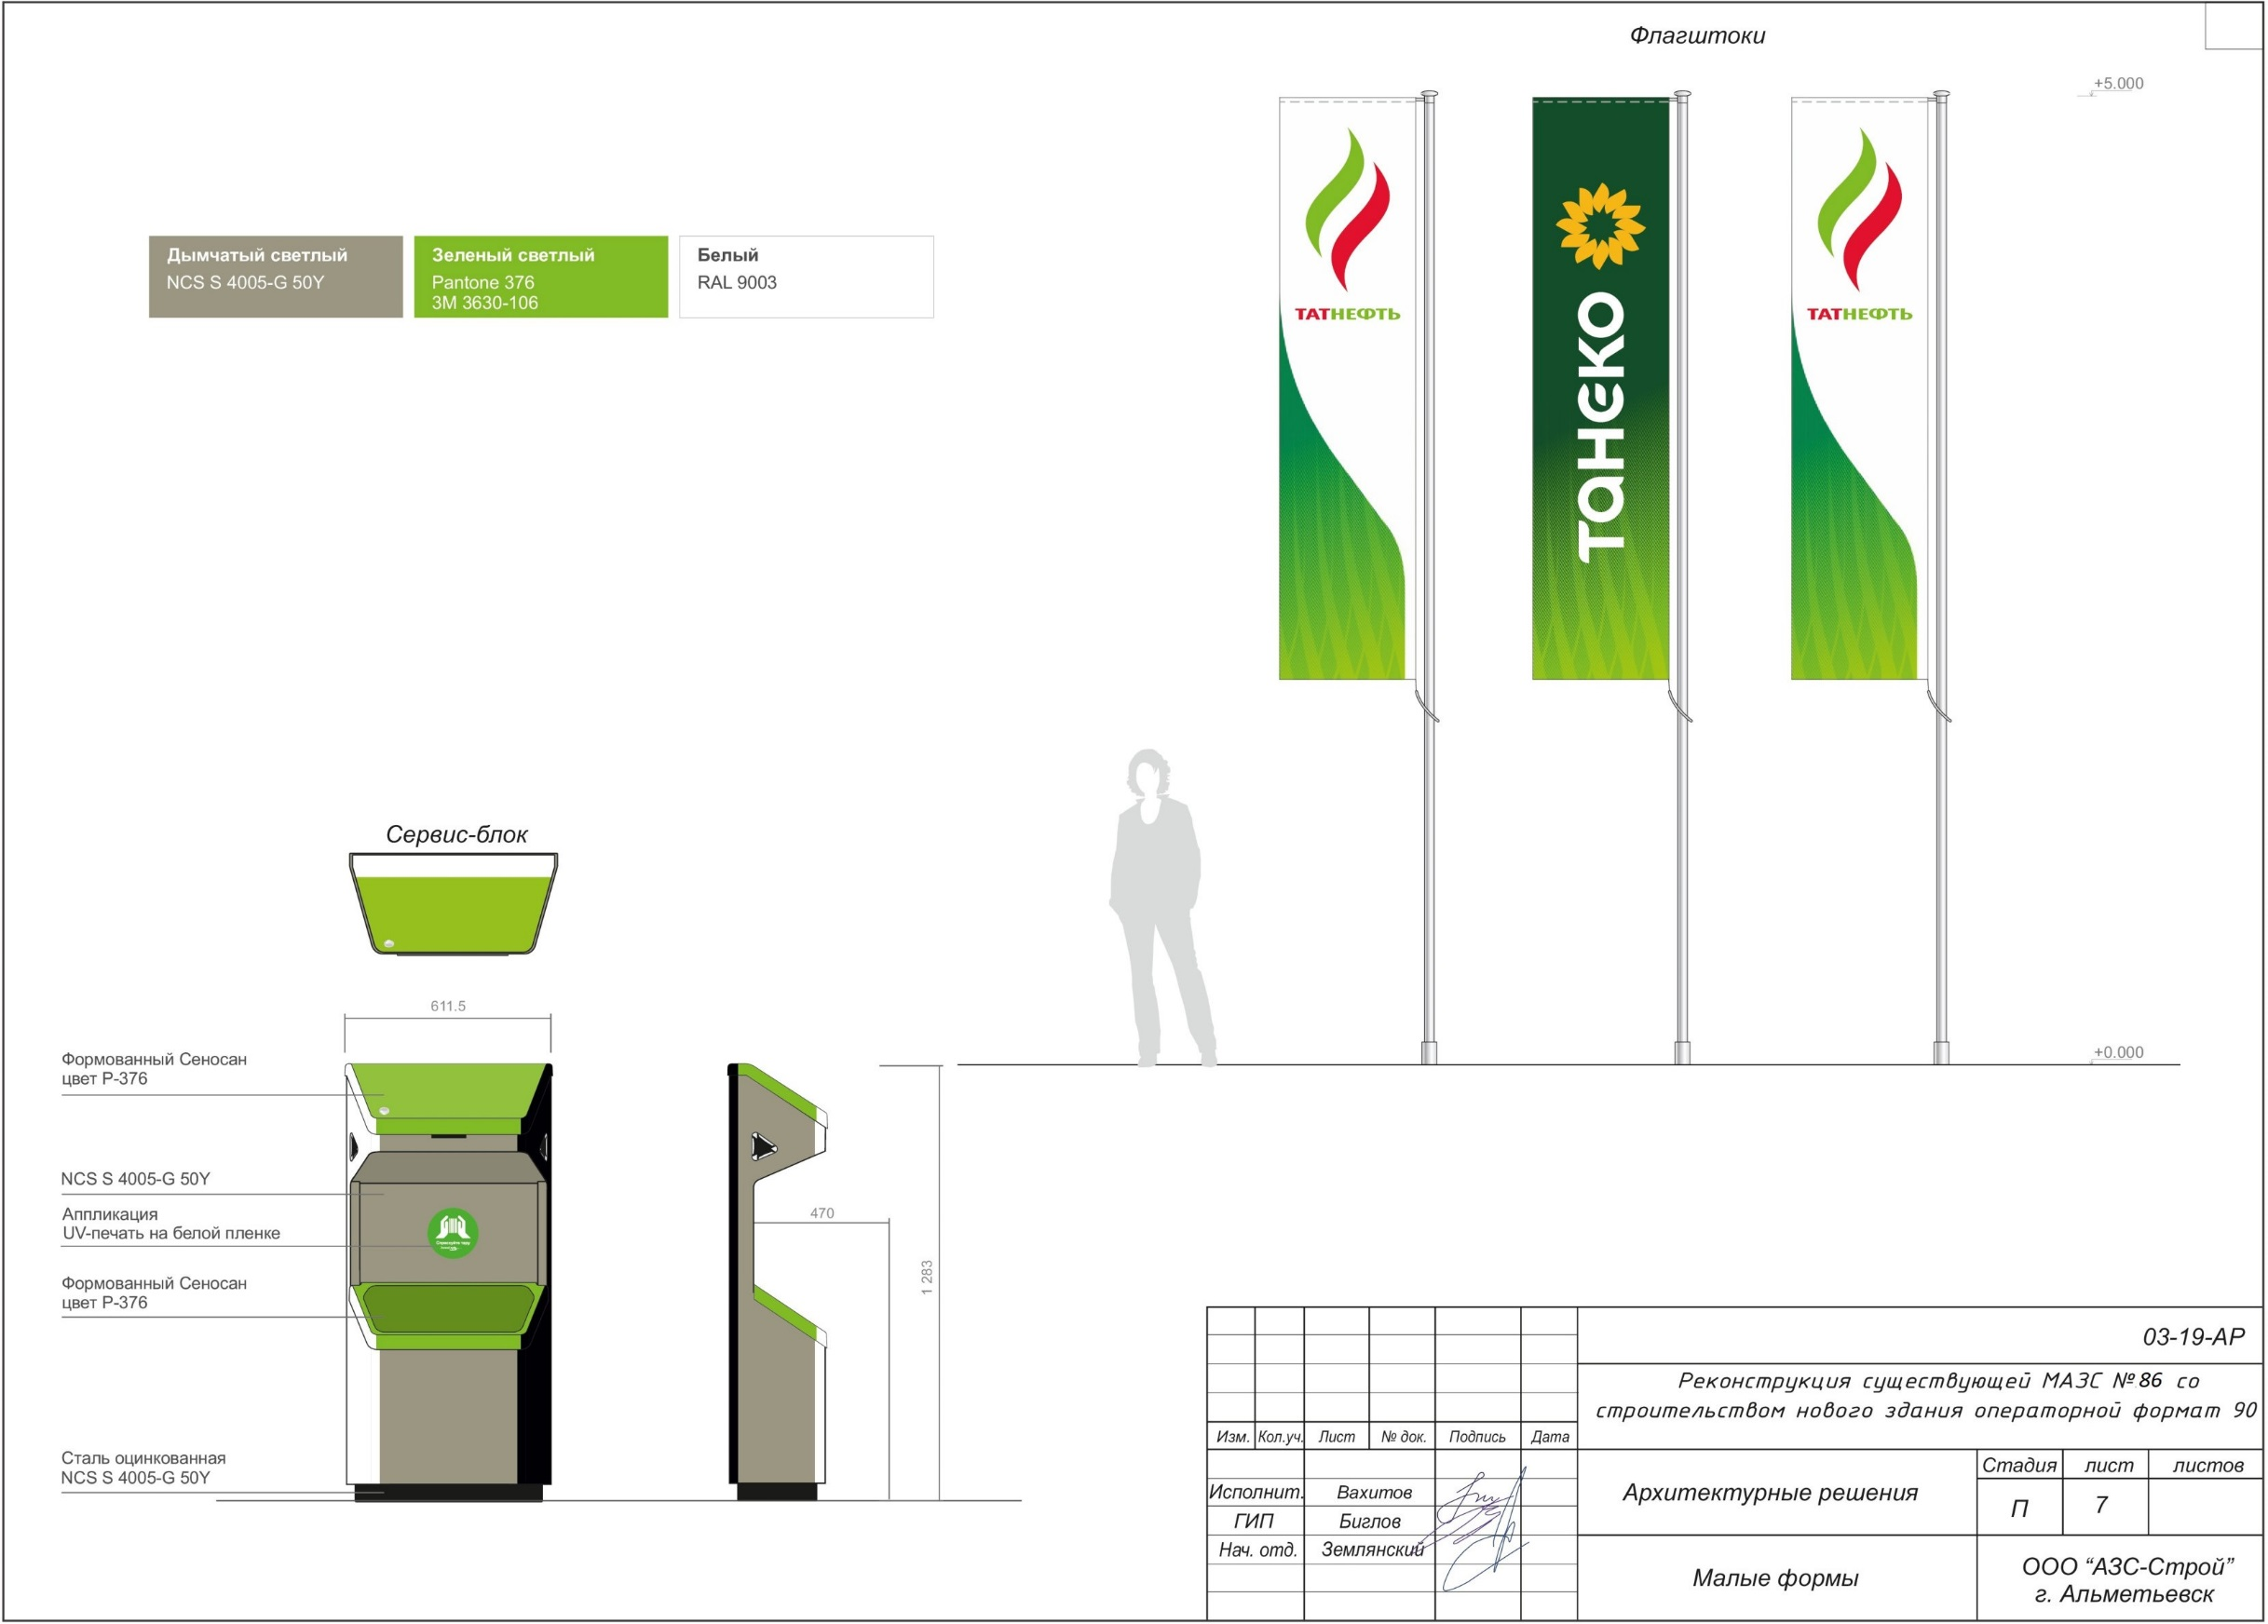 Флагштоки
+5.000
Дымчатый светлый
NCS S 4005-G 50Y
Зеленый светлый
Pantone 376
3M 3630-106
Белый
RAL 9003
ТАТНЕФТЬ
ТАНЕКО
ТАТНЕФТЬ
Сервис-блок
611.5
+0.000
Формованный Сеносан
цвет P-376
NCS S 4005-G 50Y
Аппликация
UV-печать на белой пленке
470
1 283
Формованный Сеносан
цвет P-376
Сталь оцинкованная
NCS S 4005-G 50Y
03-19-АР
Реконструкция существующей МАЗС № 86 со
строительством нового здания операторной формат 90
Изм. Кол.уч. Лист № док. Подпись Дата
Исполнит. Вахитов
ГИП Биглов
Нач. отд. Землянский
Архитектурные решения
Стадия лист листов
П 7
Малые формы
ООО “АЗС-Строй”
г. Альметьевск